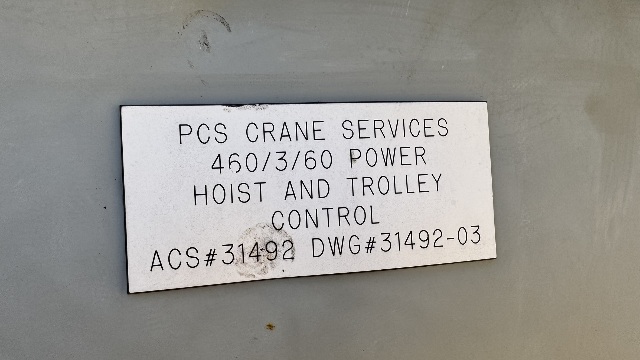 PCS CRANE SERVICES
460/3/60 POWER
HOIST AND TROLLEY
CONTROL
ACS#31492 DWG#31492-03